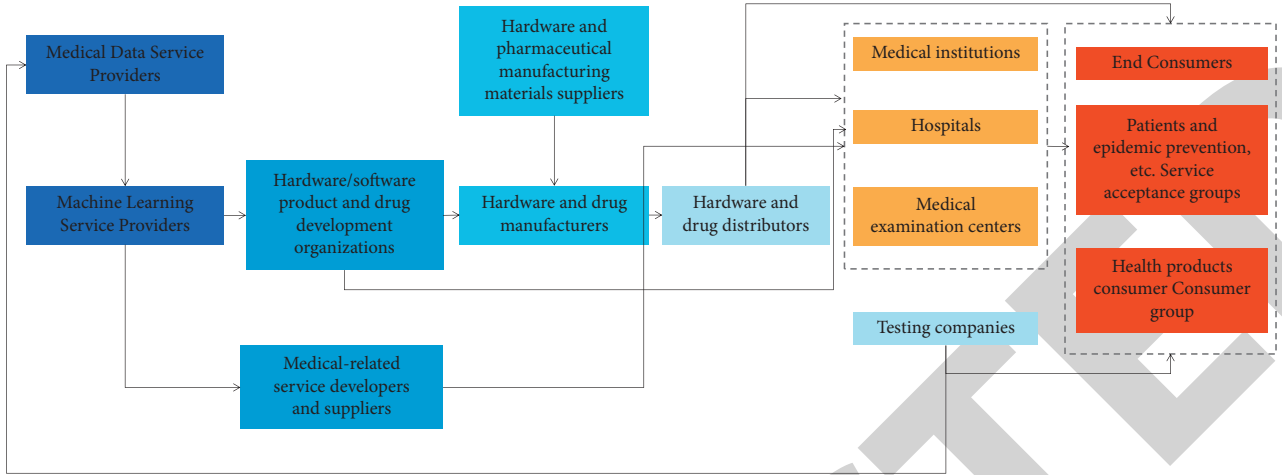 Medical Data Service
Providers
Hardware and
pharmaceutical
manufacturing
materials suppliers
Medical institutions
End Consumers
Hospitals
Patients and
epidemic prevention,
etc. Service
acceptance groups
Machine Learning
Service Providers
Hardware/software
product and drug
development
organizations
Hardware and drug
manufacturers
Hardware and
drug distributors
Medical
examination centers
Health products
consumer Consumer
group
Testing companies
Medical-related
service developers
and suppliers